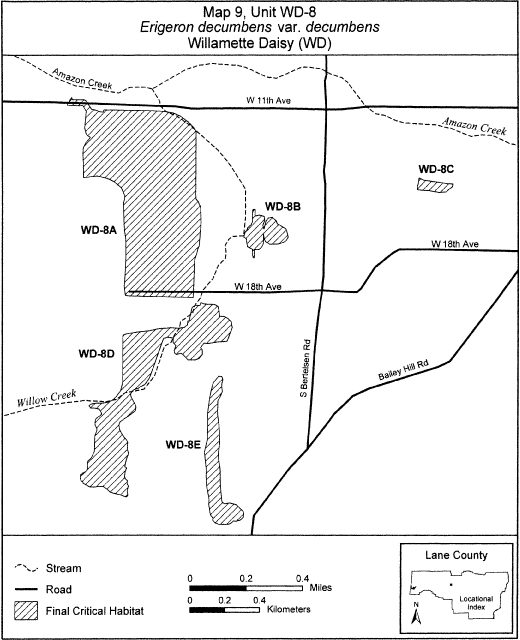 Map 9, Unit WD-8
Erigeron decumbens var. decumbens
Willamette Daisy (WD)
Amazon Creek
W 11th Ave
Amazon Creek
WD-8C
WD-8B
WD-8A
W 18th Ave
W 18th Ave
WD-8D
S Bertelsen Rd
Bailey Hill Rd
Willow Creek
WD-8E
Stream
Road
Final Critical Habitat
0 0.2 0.4
Miles
0 0.2 0.4
Kilometers
Lane County
Locational
Index
N